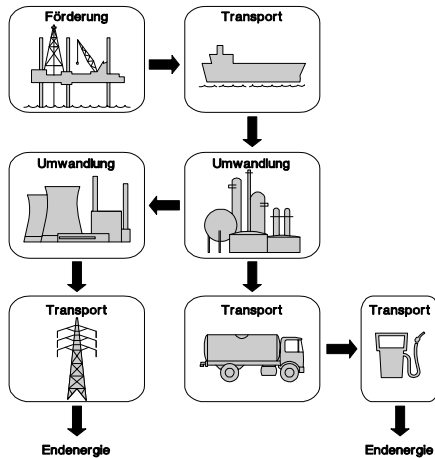 Förderung
Transport
Umwandlung
Umwandlung
Transport
Transport
Transport
Endenergie
Endenergie